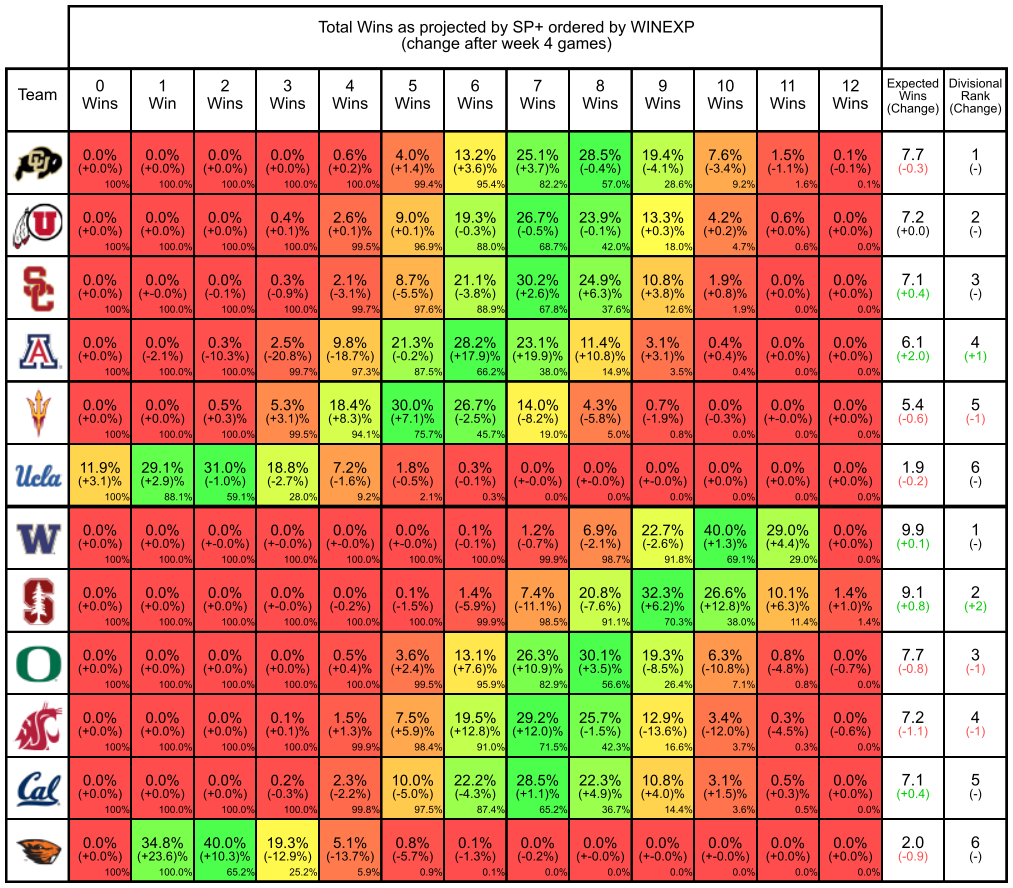 Total Wins as projected by SP+ ordered by WINEXP
(change after week 4 games)
Team 0 Wins 1 Win 2 Wins 3 Wins 4 Wins 5 Wins 6 Wins 7 Wins 8 Wins 9 Wins 10 Wins 11 Wins 12 Wins Expected Wins (Change) Divisional Rank (Change)
CU 0.0% 0.0% 0.0% 0.0% 0.6% 4.0% 13.2% 25.1% 28.5% 19.4% 7.6% 1.5% 0.1% 7.7 1
(+0.0%) (+0.0%) (+0.0%) (+0.0%) (+0.2)% (+1.4)% (+3.6)% (+3.7)% (-0.4)% (-4.1)% (-3.4)% (-1.1)% (-0.1)% (-0.3) (-)
100% 100.0% 100.0% 100.0% 100.0% 99.4% 95.4% 82.2% 57.0% 28.6% 9.2% 1.6% 0.1%
U 0.0% 0.0% 0.0% 0.4% 2.6% 9.0% 19.3% 26.7% 23.9% 13.3% 4.2% 0.6% 0.0% 7.2 2
(+0.0%) (+0.0%) (+0.0%) (+0.1)% (+0.1)% (+0.1)% (-0.3)% (-0.5)% (-0.1)% (+0.3)% (+0.2)% (+0.0%) (+0.0%) (+0.0) (-)
100% 100.0% 100.0% 100.0% 99.5% 96.9% 88.0% 68.7% 42.0% 18.0% 4.7% 0.6% 0.0%
SC 0.0% 0.0% 0.0% 0.3% 2.1% 8.7% 21.1% 30.2% 24.9% 10.8% 1.9% 0.0% 0.0% 7.1 3
(+0.0%) (+-0.0%) (-0.1)% (-0.9)% (-3.1)% (-5.5)% (-3.8)% (+2.6)% (+6.3)% (+3.8)% (+0.8)% (+0.0%) (+0.0%) (+0.4) (-)
100% 100.0% 100.0% 100.0% 99.7% 97.6% 88.9% 67.8% 37.6% 12.6% 1.9% 0.0% 0.0%
A 0.0% 0.0% 0.3% 2.5% 9.8% 21.3% 28.2% 23.1% 11.4% 3.1% 0.4% 0.0% 0.0% 6.1 4
(+0.0%) (-2.1)% (-10.3)% (-20.8)% (-18.7)% (-0.2)% (+17.9)% (+19.9)% (+10.8)% (+3.1)% (+0.4)% (+0.0%) (+0.0%) (+2.0) (+1)
100% 100.0% 100.0% 99.7% 97.3% 87.5% 66.2% 38.0% 14.9% 3.5% 0.4% 0.0% 0.0%
0.0% 0.0% 0.5% 5.3% 18.4% 30.0% 26.7% 14.0% 4.3% 0.7% 0.0% 0.0% 0.0% 5.4 5
(+0.0%) (+0.0%) (+0.3)% (+3.1)% (+8.3)% (+7.1)% (-2.5)% (-8.2)% (-5.8)% (-1.9)% (-0.3)% (+-0.0%) (+0.0%) (-0.6) (-1)
100% 100.0% 100.0% 99.5% 94.1% 75.7% 45.7% 19.0% 5.0% 0.8% 0.0% 0.0% 0.0%
Ucla 11.9% 29.1% 31.0% 18.8% 7.2% 1.8% 0.3% 0.0% 0.0% 0.0% 0.0% 0.0% 0.0% 1.9 6
(+3.1)% (+2.9)% (-1.0)% (-2.7)% (-1.6)% (-0.5)% (-0.1)% (+-0.0%) (+-0.0%) (+-0.0%) (+0.0%) (+0.0%) (+0.0%) (-0.2) (-)
100% 88.1% 59.1% 28.0% 9.2% 2.1% 0.3% 0.0% 0.0% 0.0% 0.0% 0.0% 0.0%
W 0.0% 0.0% 0.0% 0.0% 0.0% 0.0% 0.1% 1.2% 6.9% 22.7% 40.0% 29.0% 0.0% 9.9 1
(+0.0%) (+0.0%) (+-0.0%) (+-0.0%) (+-0.0%) (+-0.0%) (-0.1)% (-0.7)% (-2.1)% (-2.6)% (+1.3)% (+4.4)% (+0.0%) (+0.1) (-)
100% 100.0% 100.0% 100.0% 100.0% 100.0% 100.0% 99.9% 98.7% 91.8% 69.1% 29.0% 0.0%
S 0.0% 0.0% 0.0% 0.0% 0.0% 0.1% 1.4% 7.4% 20.8% 32.3% 26.6% 10.1% 1.4% 9.1 2
(+0.0%) (+0.0%) (+0.0%) (+-0.0%) (-0.2)% (-1.5)% (-5.9)% (-11.1)% (-7.6)% (+6.2)% (+12.8)% (+6.3)% (+1.0)% (+0.8) (+2)
100% 100.0% 100.0% 100.0% 100.0% 100.0% 99.9% 98.5% 91.1% 70.3% 38.0% 11.4% 1.4%
O 0.0% 0.0% 0.0% 0.0% 0.5% 3.6% 13.1% 26.3% 30.1% 19.3% 6.3% 0.8% 0.0% 7.7 3
(+0.0%) (+0.0%) (+0.0%) (+0.0%) (+0.4)% (+2.4)% (+7.6)% (+10.9)% (+3.5)% (-8.5)% (-10.8)% (-4.8)% (-0.7)% (-0.8) (-1)
100% 100.0% 100.0% 100.0% 100.0% 99.5% 95.9% 82.9% 56.6% 26.4% 7.1% 0.8% 0.0%
0.0% 0.0% 0.0% 0.1% 1.5% 7.5% 19.5% 29.2% 25.7% 12.9% 3.4% 0.3% 0.0% 7.2 4
(+0.0%) (+0.0%) (+0.0%) (+0.1)% (+1.3)% (+5.9)% (+12.8)% (+12.0)% (-1.5)% (-13.6)% (-12.0)% (-4.5)% (-0.6)% (-1.1) (-1)
100% 100.0% 100.0% 100.0% 99.9% 98.4% 91.0% 71.5% 42.3% 16.6% 3.7% 0.3% 0.0%
Cal 0.0% 0.0% 0.0% 0.2% 2.3% 10.0% 22.2% 28.5% 22.3% 10.8% 3.1% 0.5% 0.0% 7.1 5
(+0.0%) (+0.0%) (+0.0%) (-0.3)% (-2.2)% (-5.0)% (-4.3)% (+1.1)% (+4.9)% (+4.0)% (+1.5)% (+0.3)% (+0.0%) (+0.4) (-)
100% 100.0% 100.0% 100.0% 99.8% 97.5% 87.4% 65.2% 36.7% 14.4% 3.6% 0.5% 0.0%
0.0% 34.8% 40.0% 19.3% 5.1% 0.8% 0.1% 0.0% 0.0% 0.0% 0.0% 0.0% 0.0% 2.0 6
(+0.0%) (+23.6)% (+10.3)% (-12.9)% (-13.7)% (-5.7)% (-1.3)% (-0.2)% (+-0.0%) (+-0.0%) (+-0.0%) (+0.0%) (+0.0%) (-0.9) (-)
100% 100.0% 65.2% 25.2% 5.9% 0.9% 0.1% 0.0% 0.0% 0.0% 0.0% 0.0% 0.0%